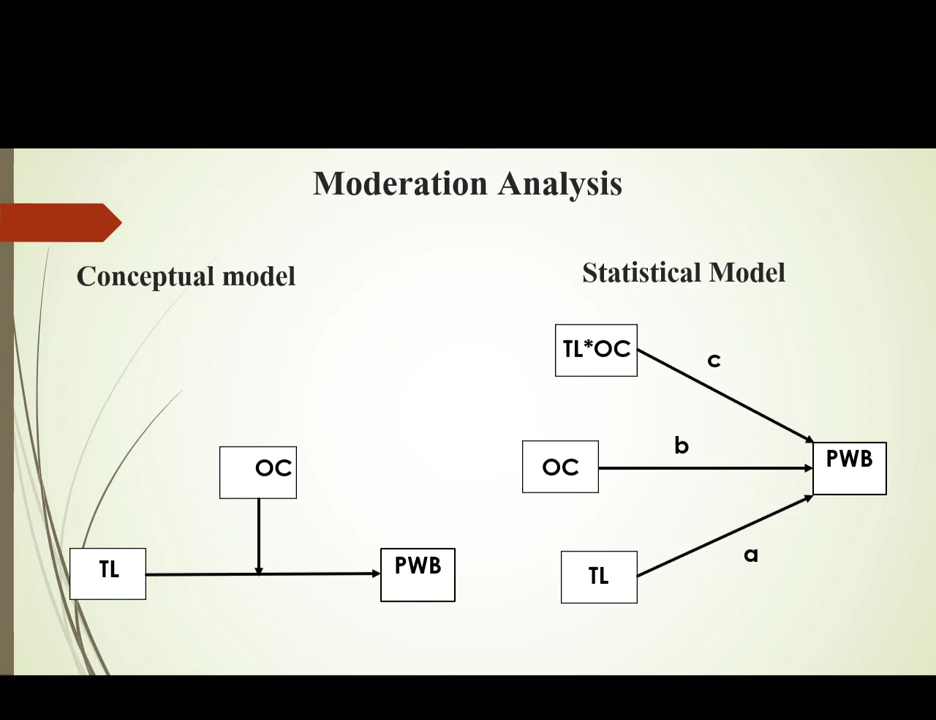 Moderation Analysis
Conceptual model
OC
TL
PWB
Statistical Model
TL*OC
c
OC
b
PWB
TL
a